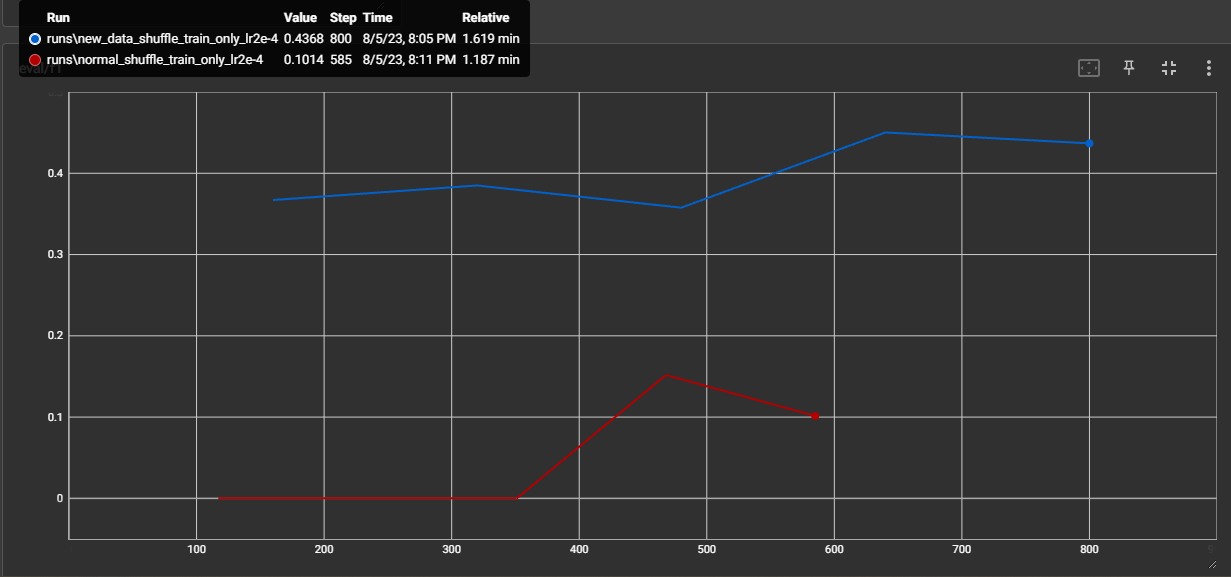 Run Value Step Time Relative
runs\new_data_shuffle_train_only_lr2e-4 0.4368 800 8/5/23, 8:05 PM 1.619 min
runs\normal_shuffle_train_only_lr2e-4 0.1014 585 8/5/23, 8:11 PM 1.187 min
eval/f1
0.4
0.3
0.2
0.1
0
100 200 300 400 500 600 700 800